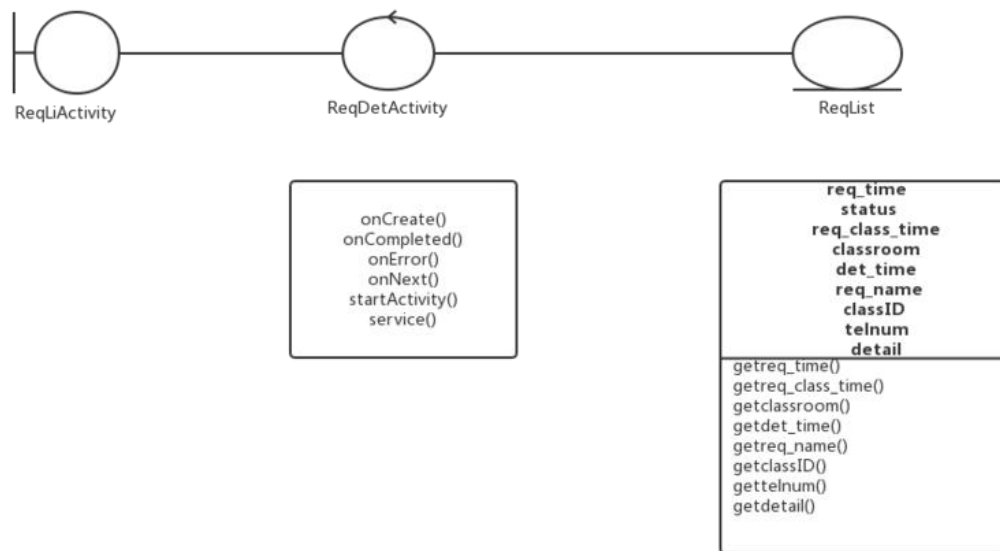 ReqLiActivity
ReqDetActivity
ReqList
onCreate()
onCompleted()
onError()
onNext()
startActivity()
service()
req_time
status
req_class_time
classroom
det_time
req_name
classID
telnum
detail
getreq_time()
getreq_class_time()
getclassroom()
getdet_time()
getreq_name()
getclassID()
gettelnum()
getdetail()